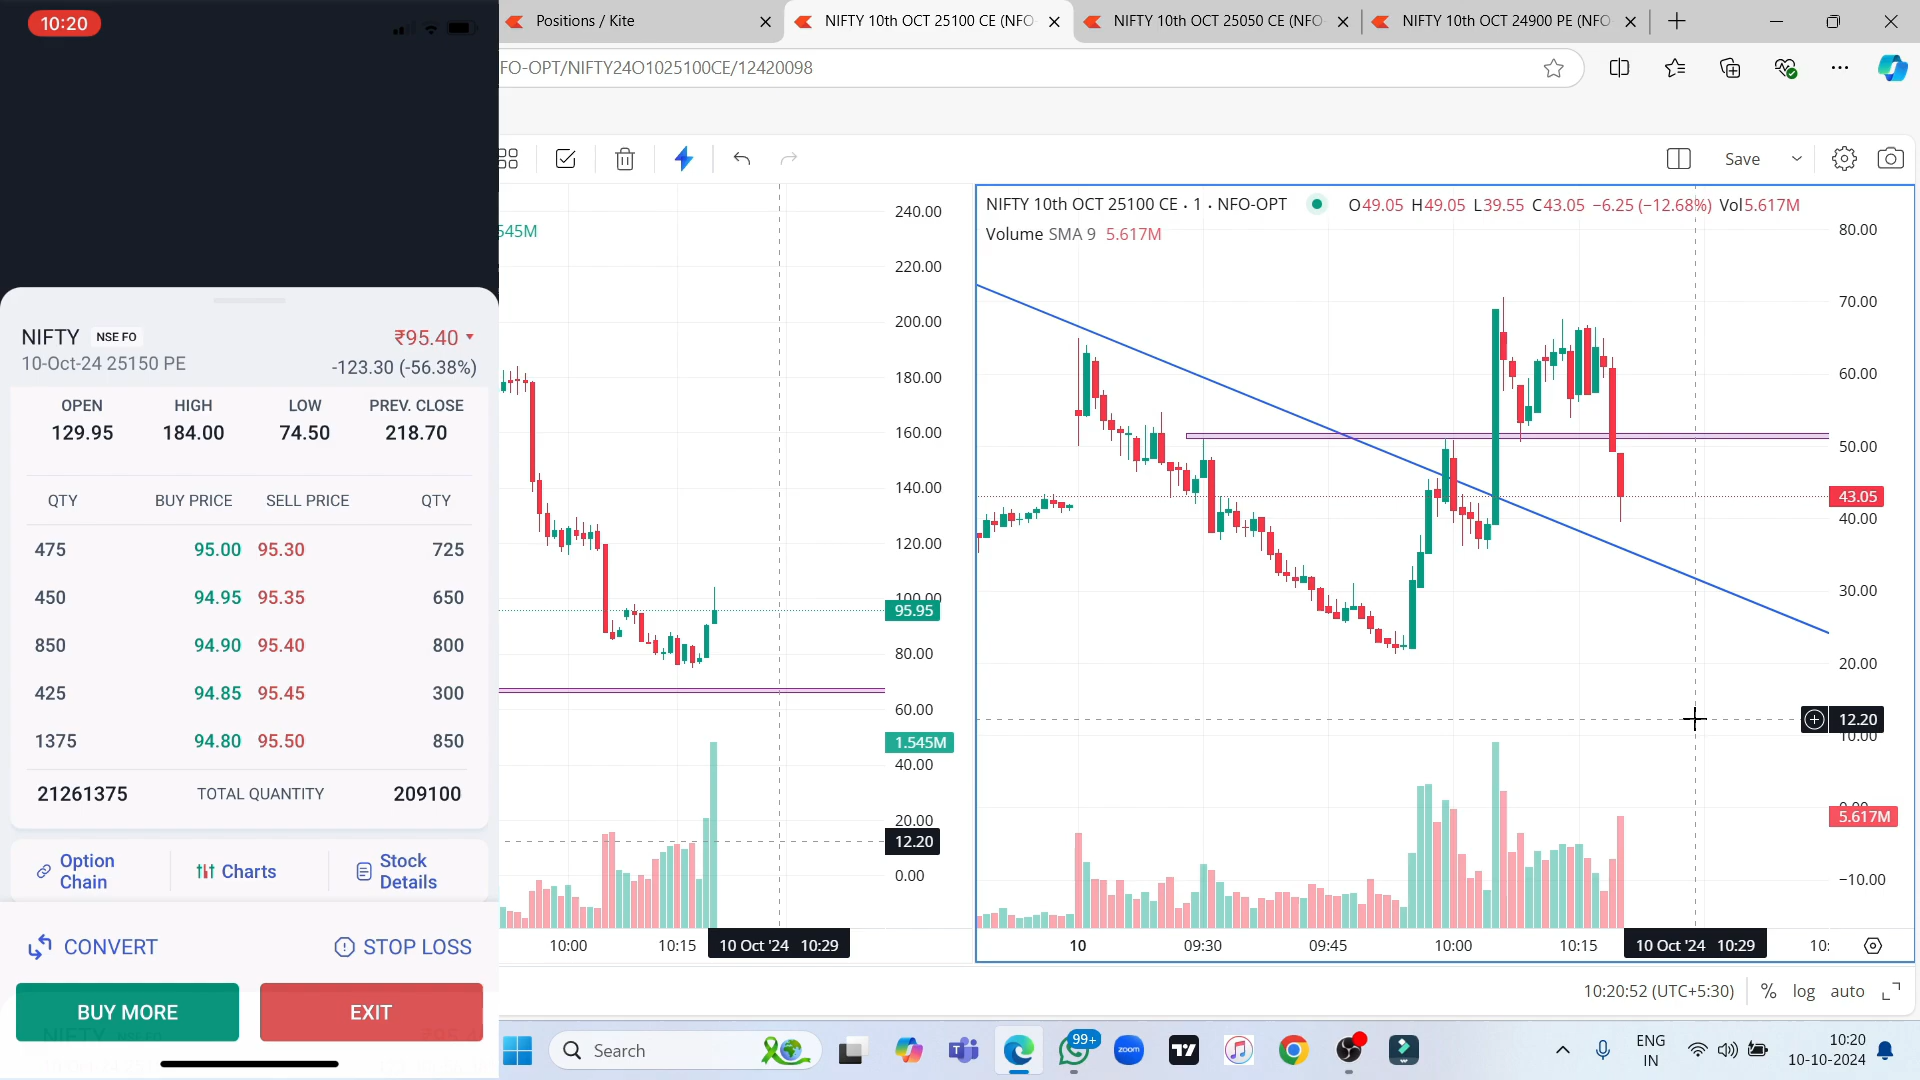 10:20
Positions / Kite
NIFTY 10th OCT 25100 CE (NFO
NIFTY 10th OCT 25050 CE (NFO
NIFTY 10th OCT 24900 PE (NFO
FO-OPT/NIFTY24O1025100CE/12420098
Save
NIFTY NSE FO ₹95.40
10-Oct-24 25150 PE -123.30 (-56.38%)
OPEN HIGH LOW PREV. CLOSE
129.95 184.00 74.50 218.70
QTY BUY PRICE SELL PRICE QTY
475 95.00 95.30 725
450 94.95 95.35 650
850 94.90 95.40 800
425 94.85 95.45 300
1375 94.80 95.50 850
21261375 TOTAL QUANTITY 209100
Option Chain
Charts
Stock Details
CONVERT
STOP LOSS
BUY MORE
EXIT
545M
240.00
220.00
200.00
180.00
160.00
140.00
120.00
100.00
95.95
80.00
60.00
1.545M
40.00
20.00
12.20
0.00
10:00 10:15 10 Oct '24 10:29
NIFTY 10th OCT 25100 CE · 1 · NFO-OPT O49.05 H49.05 L39.55 C43.05 −6.25 (−12.68%) Vol5.617M
Volume SMA 9 5.617M
80.00
70.00
60.00
50.00
43.05
40.00
30.00
20.00
12.20
10.00
0.00
5.617M
−10.00
10 09:30 09:45 10:00 10:15 10 Oct '24 10:29 10:
10:20:52 (UTC+5:30) % log auto
Search
99+
zoom
ENG
IN
10:20
10-10-2024